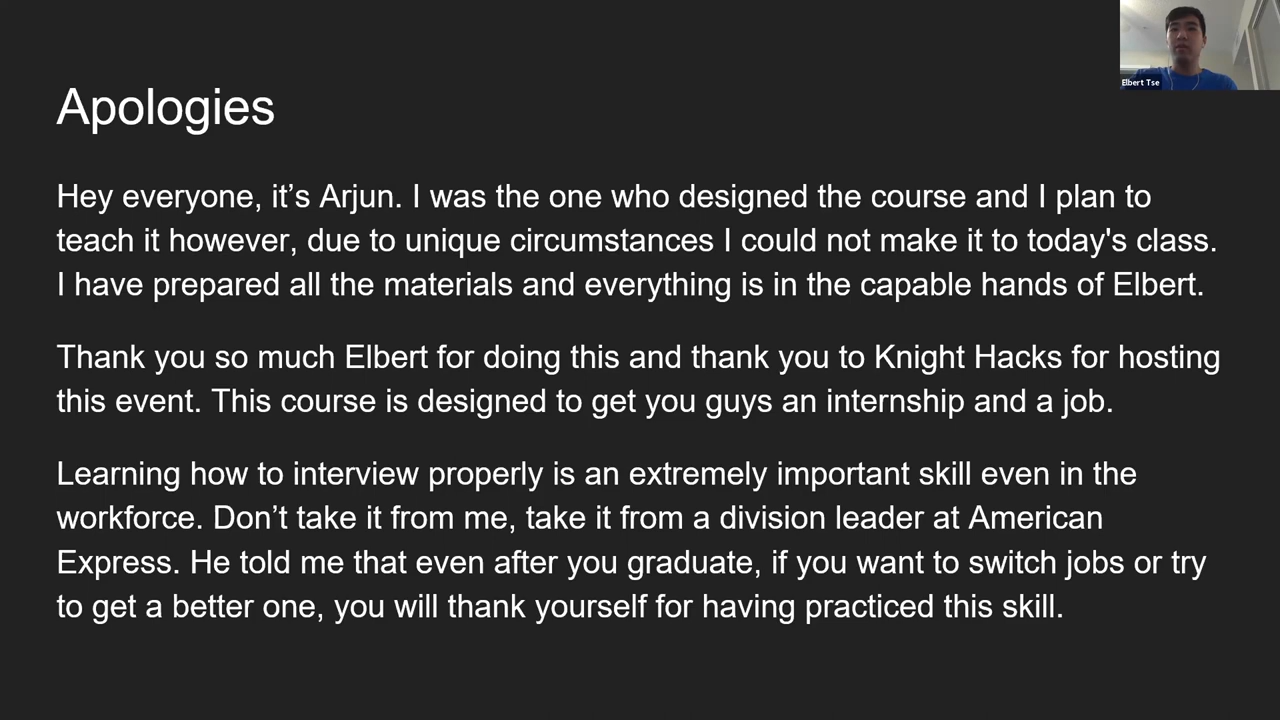 Elbert Tse
Apologies
Hey everyone, it’s Arjun. I was the one who designed the course and I plan to
teach it however, due to unique circumstances I could not make it to today's class.
I have prepared all the materials and everything is in the capable hands of Elbert.
Thank you so much Elbert for doing this and thank you to Knight Hacks for hosting
this event. This course is designed to get you guys an internship and a job.
Learning how to interview properly is an extremely important skill even in the
workforce. Don’t take it from me, take it from a division leader at American
Express. He told me that even after you graduate, if you want to switch jobs or try
to get a better one, you will thank yourself for having practiced this skill.